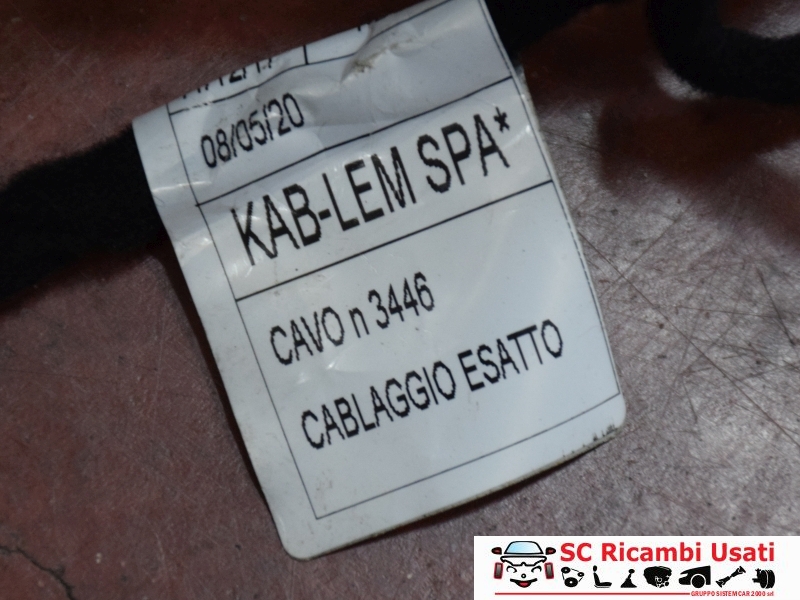 08/05/20
KAB-LEM SPA*
CAVO n 3446
CABLAGGIO ESATTO
SC Ricambi Usati
GRUPPO SISTEMCAR 2000 srl